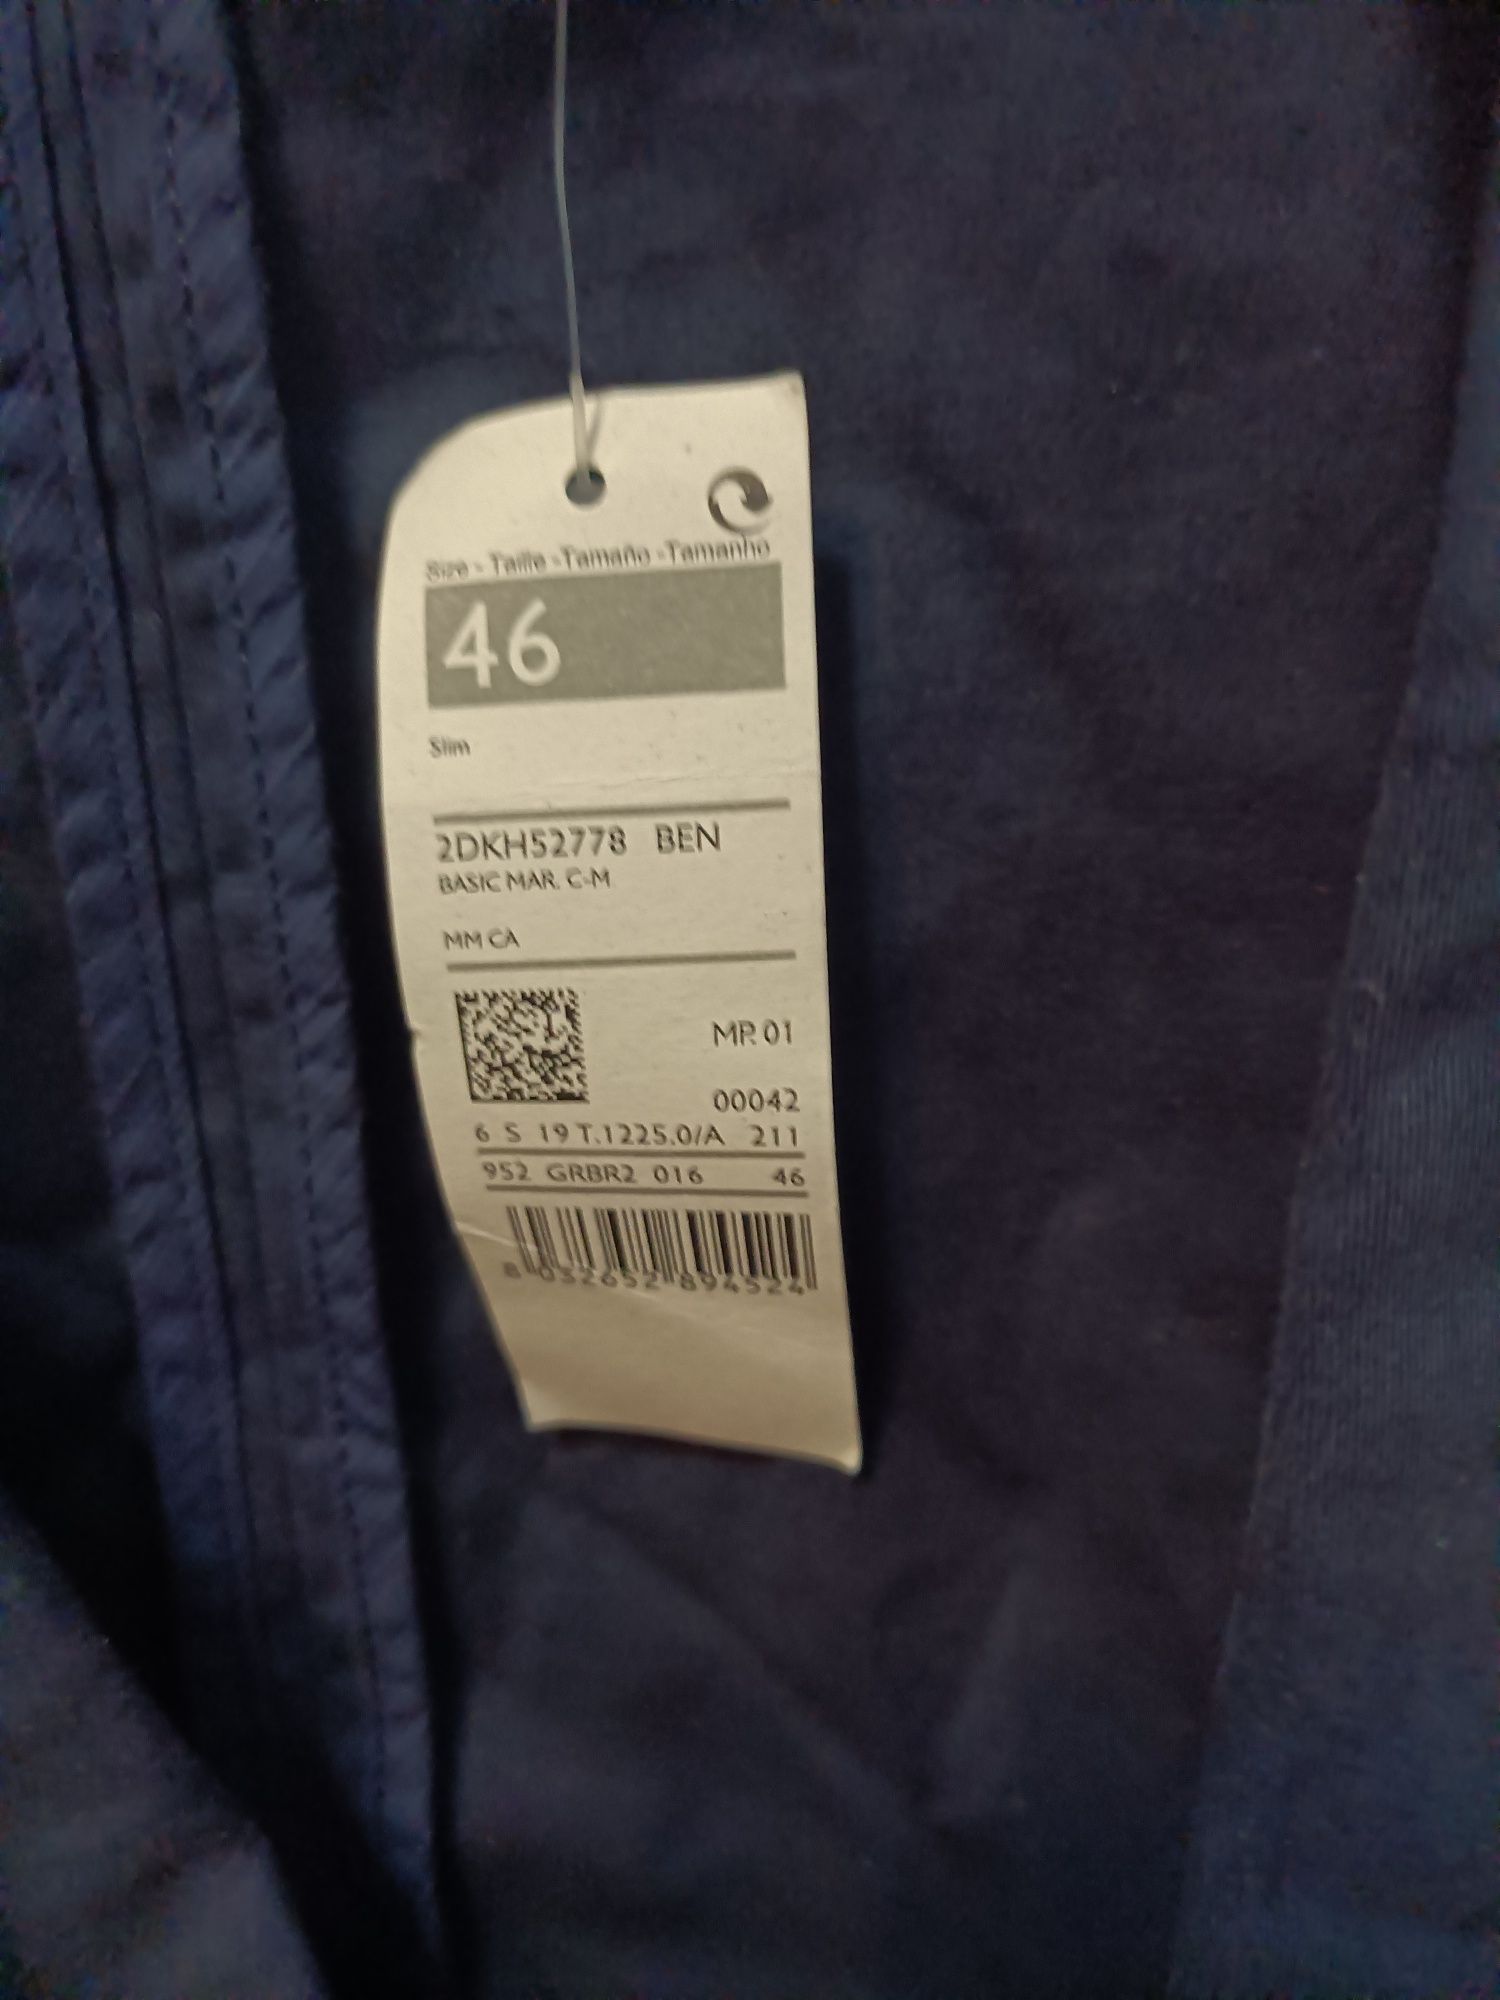 Size - Taille -Tamaño -Tamanho
46
Slim
2DKH52778 BEN
BASIC MAR. C-M
MM CA
MP. 01
00042
6 S 19 T.1225.0/A 211
952 GRBR2 016 46
8 032652 894524